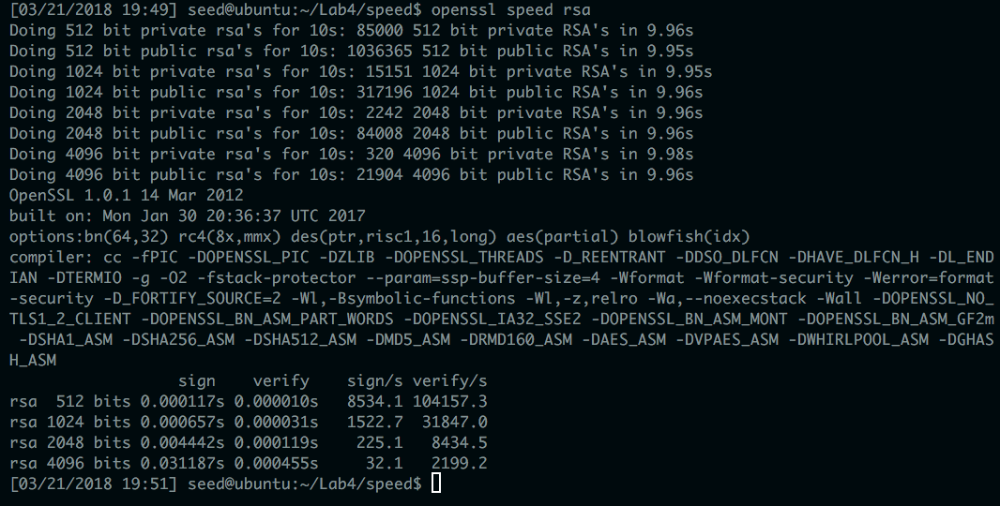 [03/21/2018 19:49] seed@ubuntu:~/Lab4/speed$ openssl speed rsa
Doing 512 bit private rsa's for 10s: 85000 512 bit private RSA's in 9.96s
Doing 512 bit public rsa's for 10s: 1036365 512 bit public RSA's in 9.95s
Doing 1024 bit private rsa's for 10s: 15151 1024 bit private RSA's in 9.95s
Doing 1024 bit public rsa's for 10s: 317196 1024 bit public RSA's in 9.96s
Doing 2048 bit private rsa's for 10s: 2242 2048 bit private RSA's in 9.96s
Doing 2048 bit public rsa's for 10s: 84008 2048 bit public RSA's in 9.96s
Doing 4096 bit private rsa's for 10s: 320 4096 bit private RSA's in 9.98s
Doing 4096 bit public rsa's for 10s: 21904 4096 bit public RSA's in 9.96s
OpenSSL 1.0.1 14 Mar 2012
built on: Mon Jan 30 20:36:37 UTC 2017
options:bn(64,32) rc4(8x,mmx) des(ptr,risc1,16,long) aes(partial) blowfish(idx)
compiler: cc -fPIC -DOPENSSL_PIC -DZLIB -DOPENSSL_THREADS -D_REENTRANT -DDSO_DLFCN -DHAVE_DLFCN_H -DL_END
IAN -DTERMIO -g -O2 -fstack-protector --param=ssp-buffer-size=4 -Wformat -Wformat-security -Werror=format
-security -D_FORTIFY_SOURCE=2 -Wl,-Bsymbolic-functions -Wl,-z,relro -Wa,--noexecstack -Wall -DOPENSSL_NO_
TLS1_2_CLIENT -DOPENSSL_BN_ASM_PART_WORDS -DOPENSSL_IA32_SSE2 -DOPENSSL_BN_ASM_MONT -DOPENSSL_BN_ASM_GF2m
 -DSHA1_ASM -DSHA256_ASM -DSHA512_ASM -DMD5_ASM -DRMD160_ASM -DAES_ASM -DVPAES_ASM -DWHIRLPOOL_ASM -DGHAS
H_ASM
                  sign    verify    sign/s verify/s
rsa  512 bits 0.000117s 0.000010s   8534.1 104157.3
rsa 1024 bits 0.000657s 0.000031s   1522.7  31847.0
rsa 2048 bits 0.004442s 0.000119s    225.1   8434.5
rsa 4096 bits 0.031187s 0.000455s     32.1   2199.2
[03/21/2018 19:51] seed@ubuntu:~/Lab4/speed$